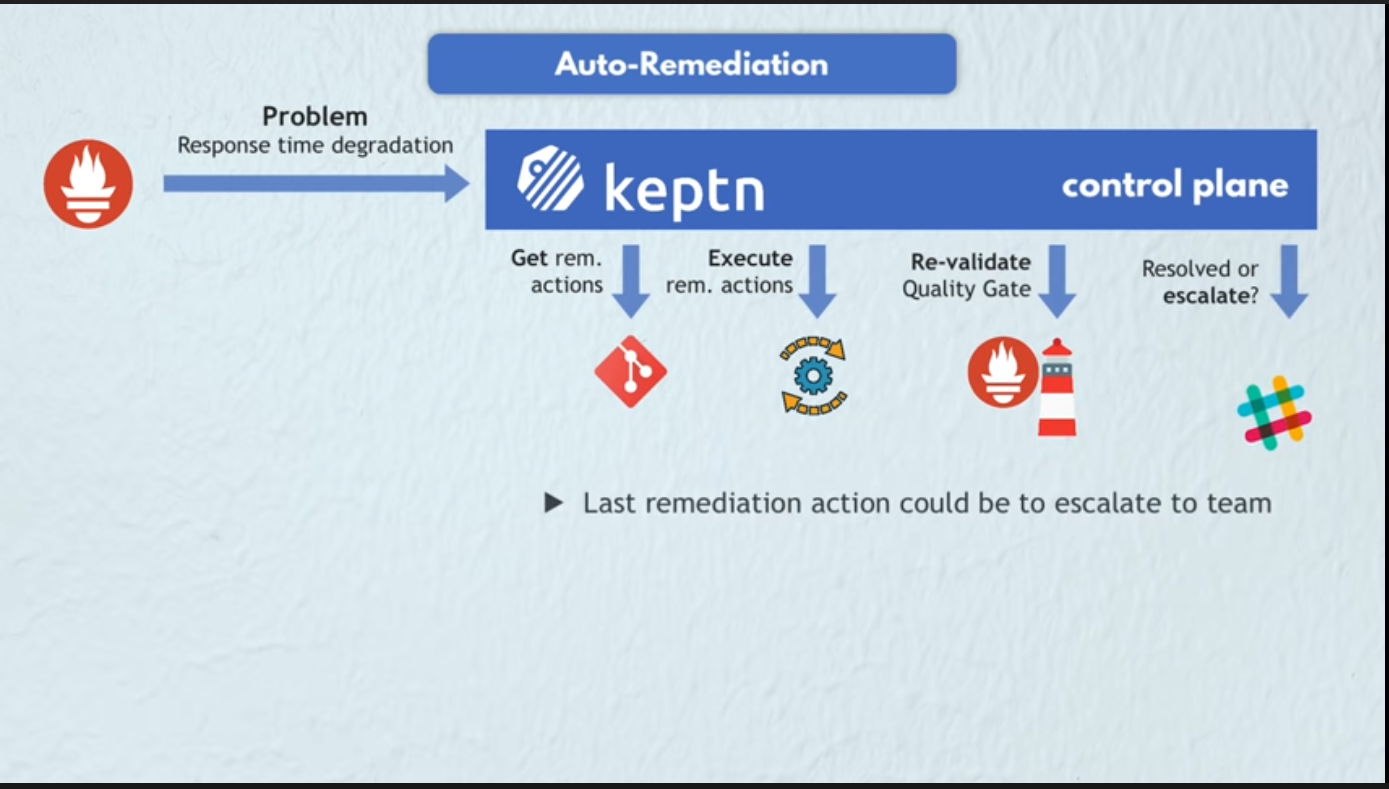 Auto-Remediation
Problem
Response time degradation
keptn
control plane
Get rem.
actions
Execute
rem. actions
Re-validate
Quality Gate
Resolved or
escalate?
▶ Last remediation action could be to escalate to team